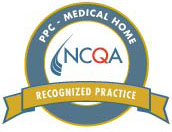 PPC - MEDICAL HOME
NCQA
RECOGNIZED PRACTICE